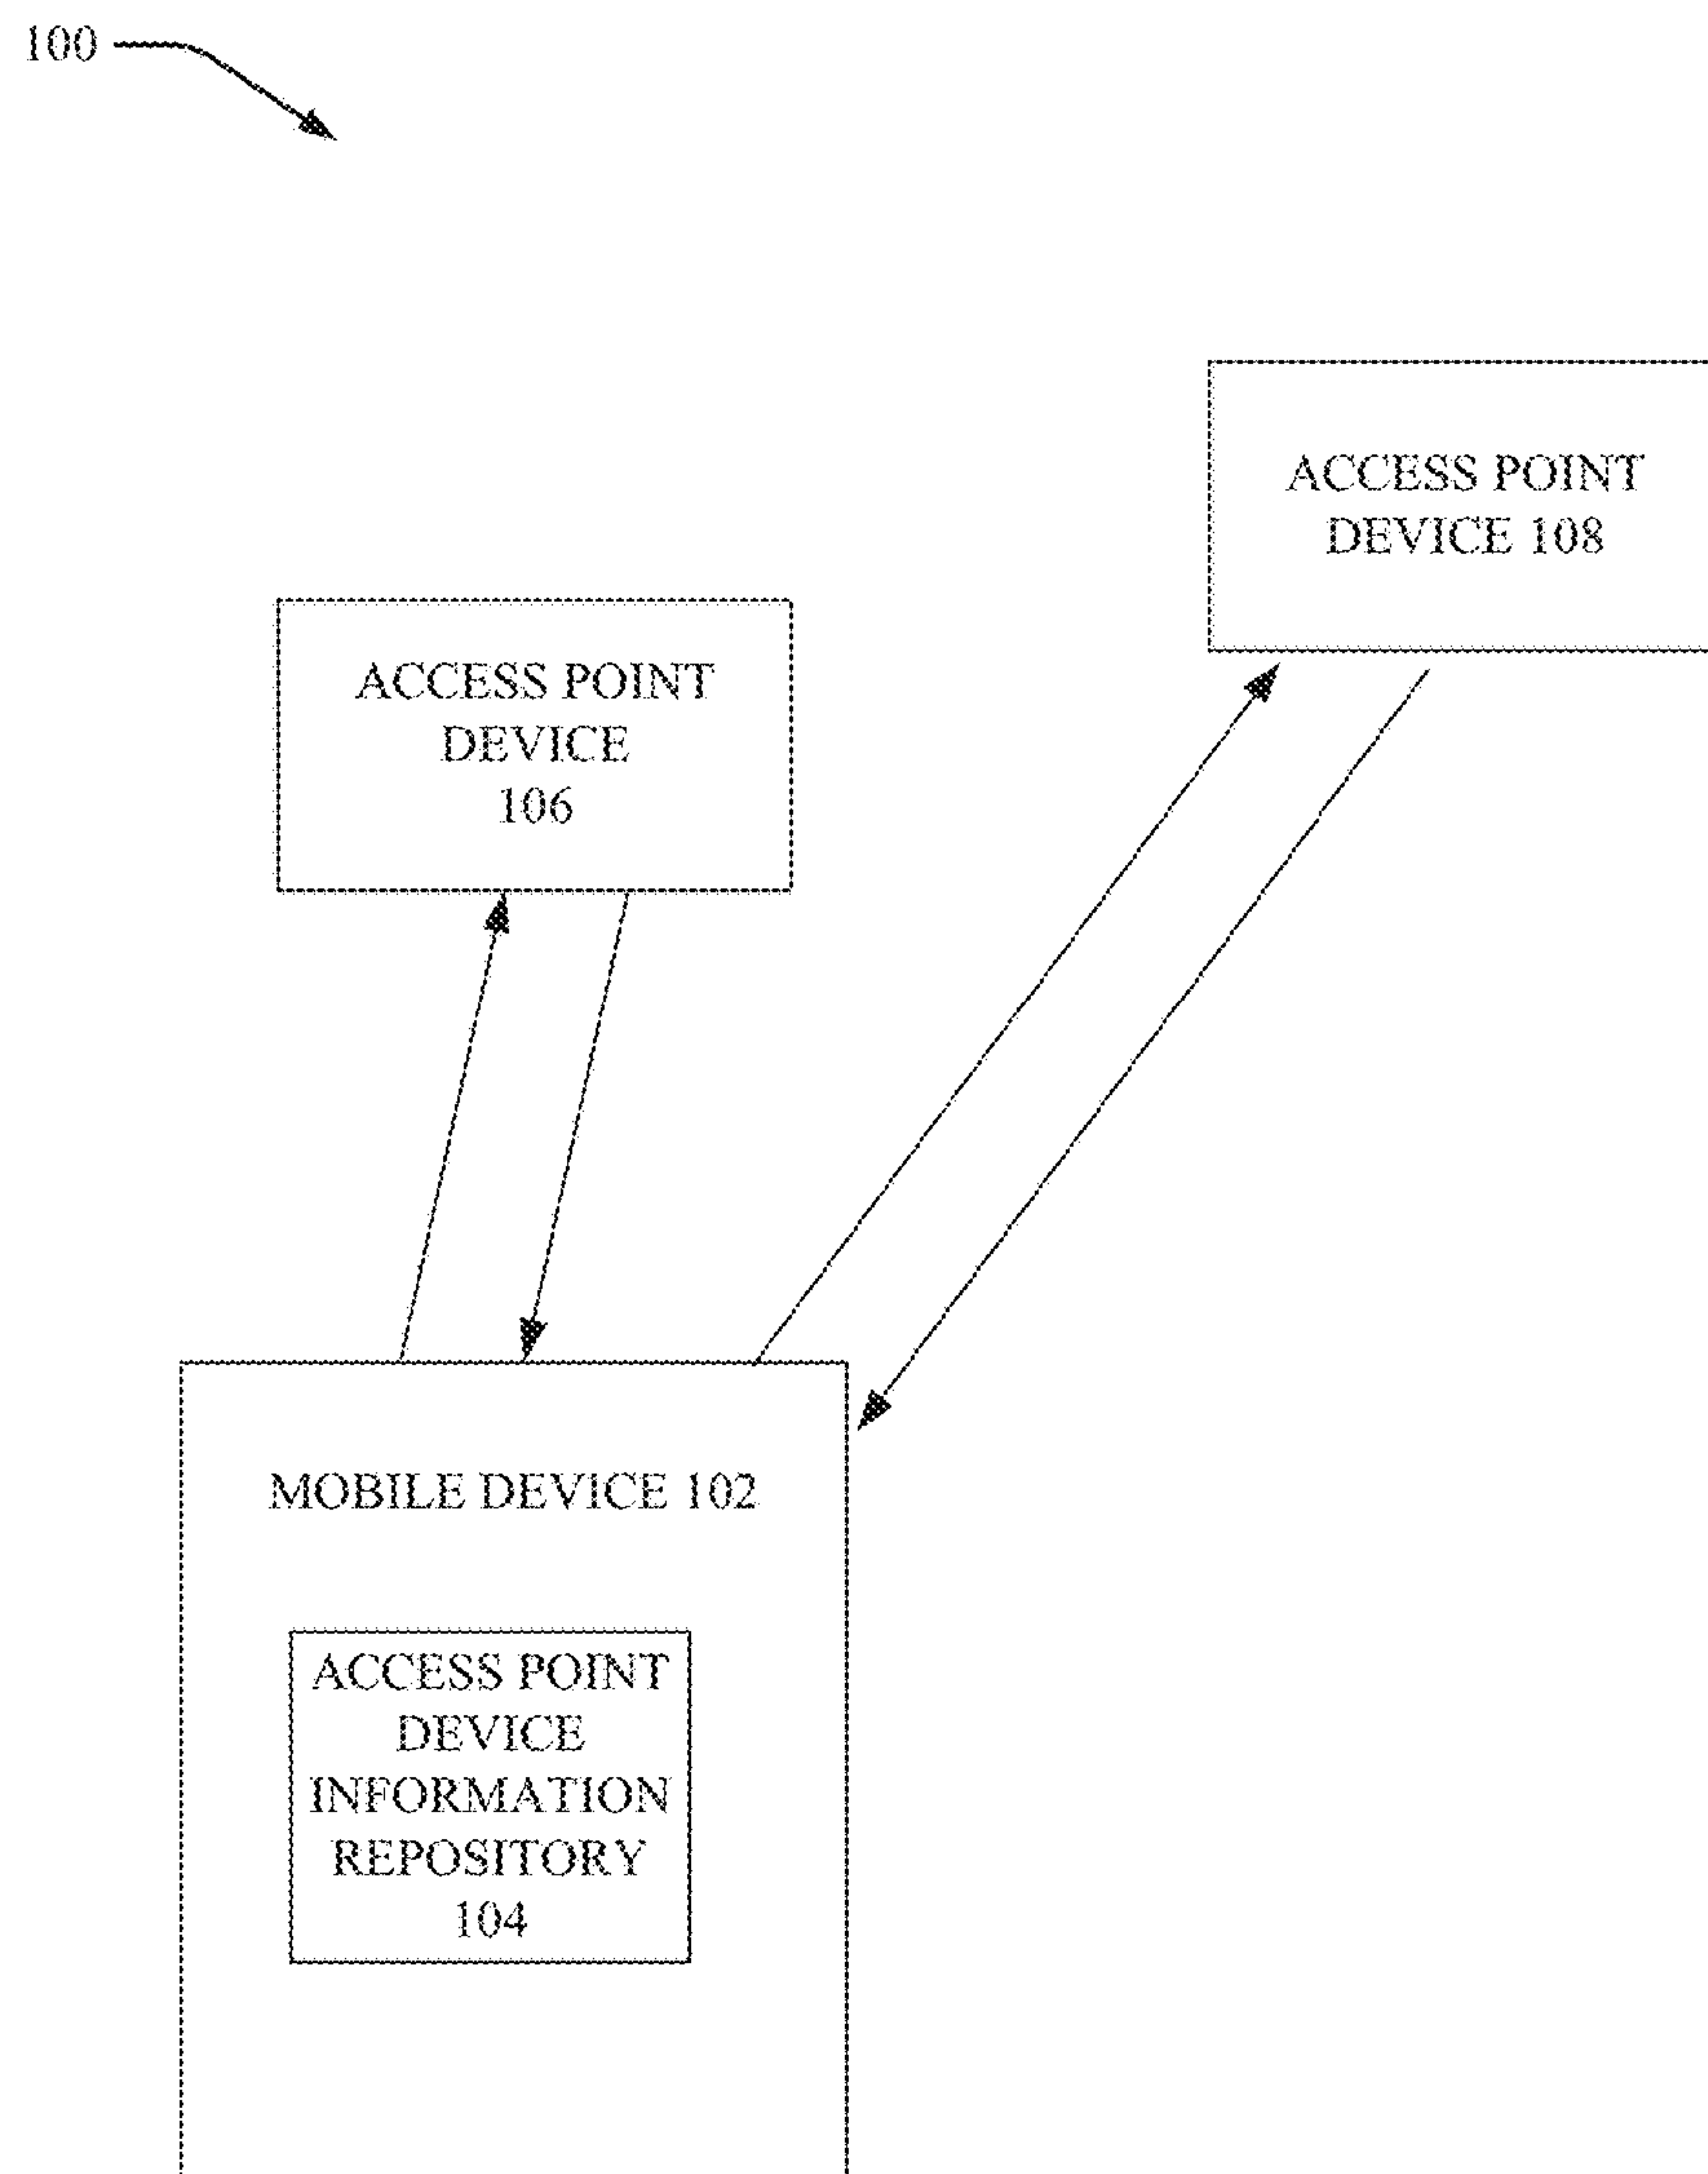 100
ACCESS POINT
DEVICE 108
ACCESS POINT
DEVICE
106
MOBILE DEVICE 102
ACCESS POINT
DEVICE
INFORMATION
REPOSITORY
104